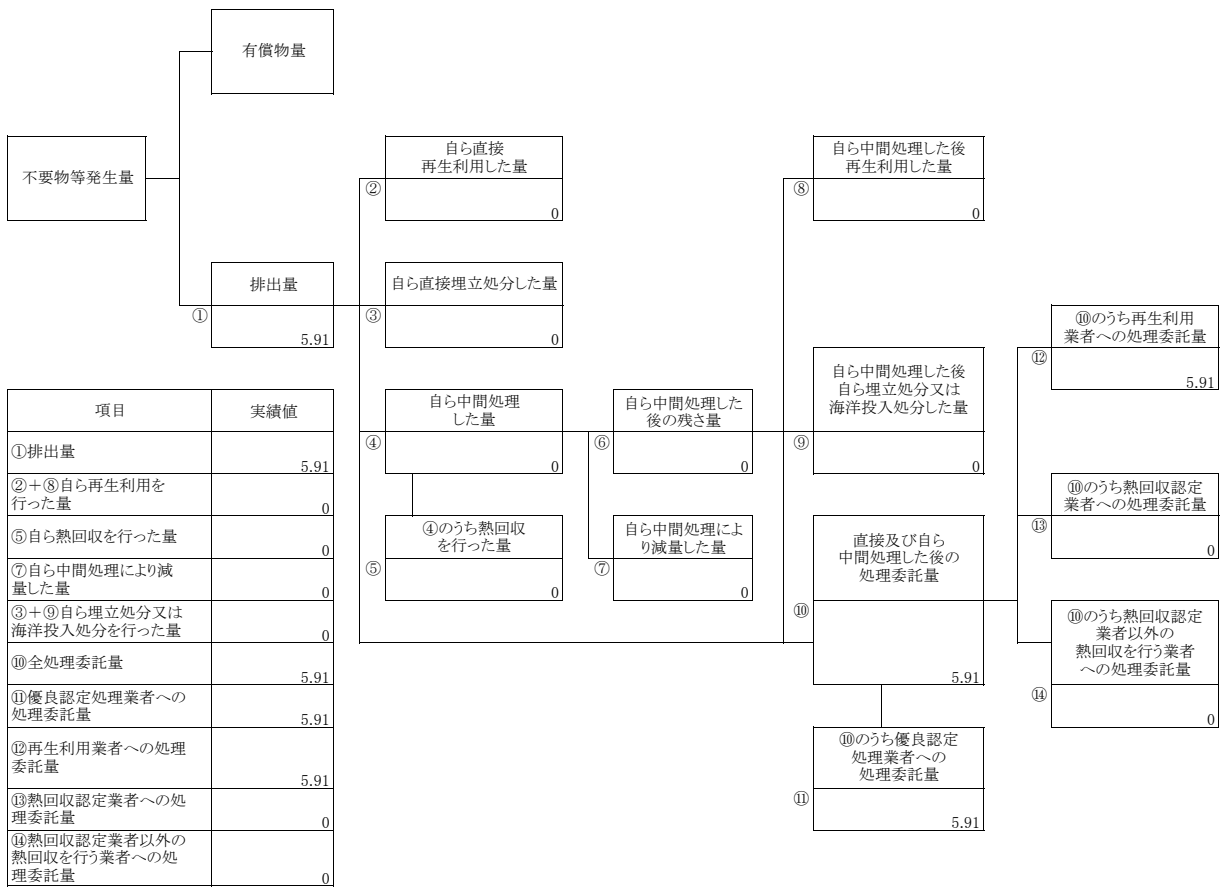 有償物量
不要物等発生量
自ら直接
再生利用した量
②
0
自ら中間処理した後
再生利用した量
⑧
0
排出量
①
5.91
自ら直接埋立処分した量
③
0
⑩のうち再生利用
業者への処理委託量
⑫
5.91
自ら中間処理
した量
④
0
自ら中間処理した
後の残さ量
⑥
0
自ら中間処理した後
自ら埋立処分又は
海洋投入処分した量
⑨
0
⑩のうち熱回収認定
業者への処理委託量
⑬
0
④のうち熱回収
を行った量
⑤
0
自ら中間処理によ
り減量した量
⑦
0
直接及び自ら
中間処理した後の
処理委託量
⑩
5.91
⑩のうち熱回収認定
業者以外の
熱回収を行う業者
への処理委託量
⑭
0
⑩のうち優良認定
処理業者への
処理委託量
⑪
5.91
項目 実績値
①排出量
5.91
②＋⑧自ら再生利用を
行った量
0
⑤自ら熱回収を行った量
0
⑦自ら中間処理により減
量した量
0
③＋⑨自ら埋立処分又は
海洋投入処分を行った量
0
⑩全処理委託量
5.91
⑪優良認定処理業者への
処理委託量
5.91
⑫再生利用業者への処理
委託量
5.91
⑬熱回収認定業者への処
理委託量
0
⑭熱回収認定業者以外の
熱回収を行う業者への処
理委託量
0